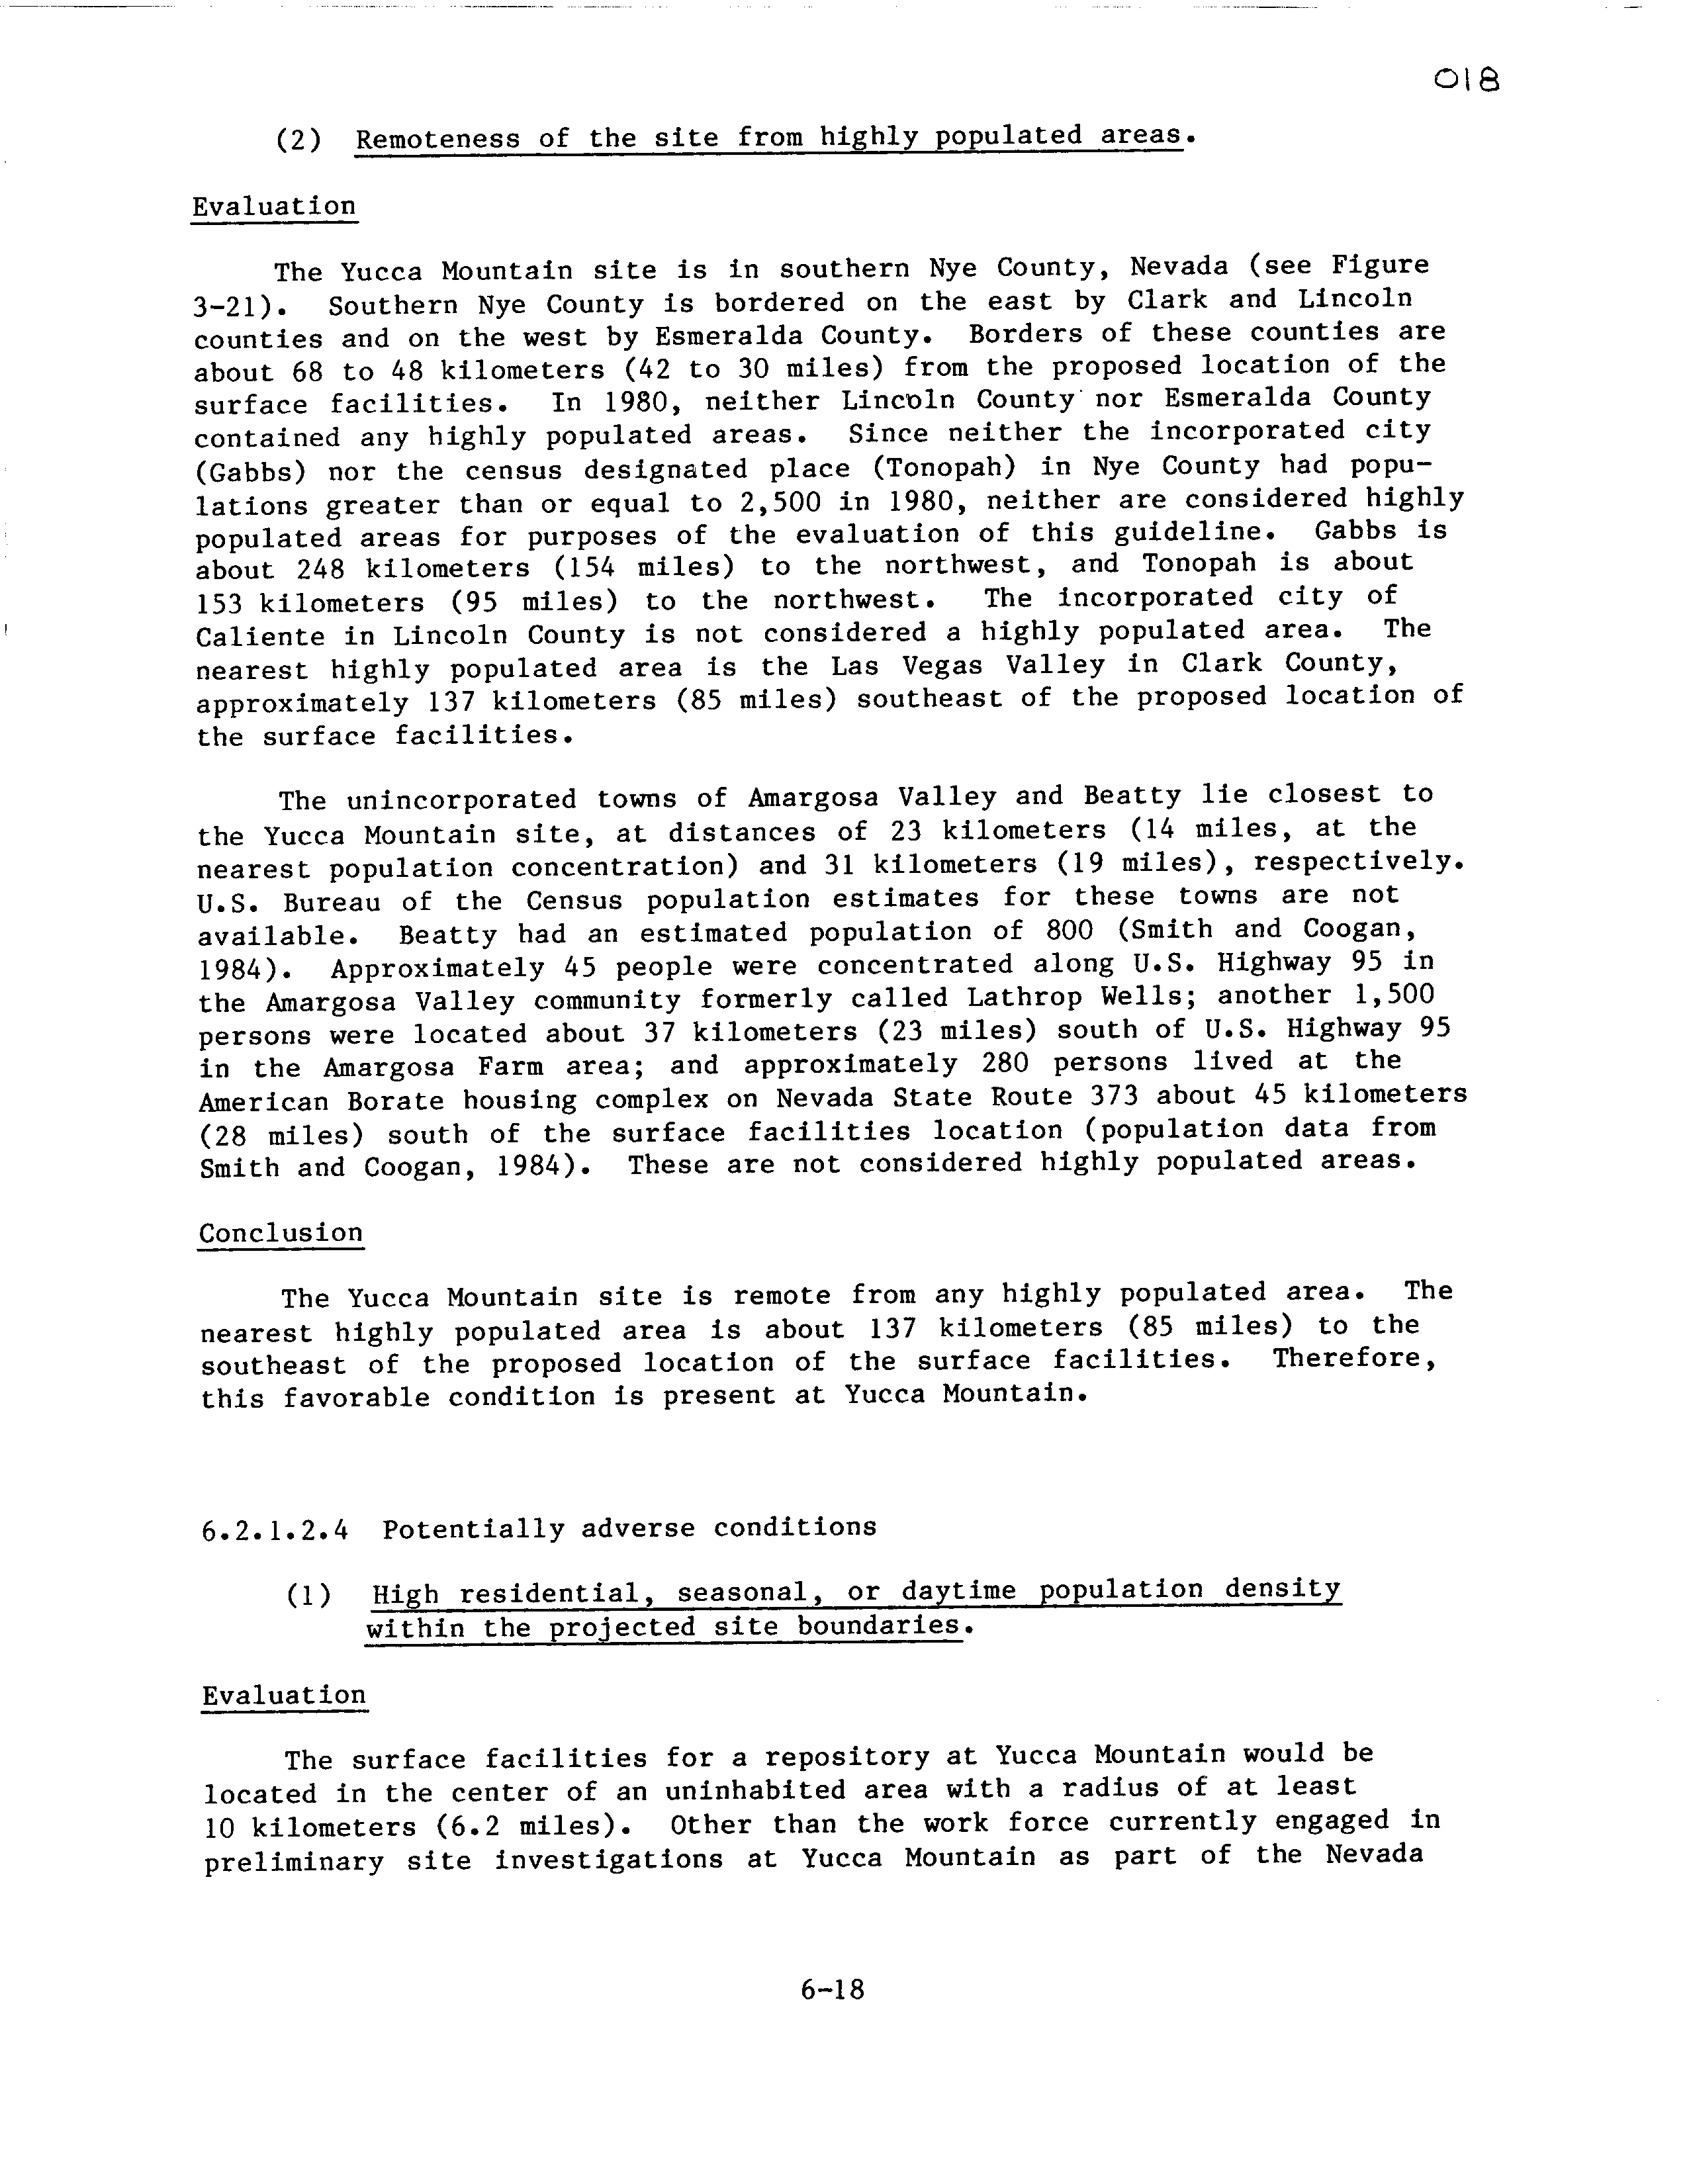 018
(2) Remoteness of the site from highly populated areas.
Evaluation
The Yucca Mountain site is in southern Nye County, Nevada (see Figure
3-21). Southern Nye County is bordered on the east by Clark and Lincoln
counties and on the west by Esmeralda County. Borders of these counties are
about 68 to 48 kilometers (42 to 30 miles) from the proposed location of the
surface facilities. In 1980, neither Lincoln County nor Esmeralda County
contained any highly populated areas. Since neither the incorporated city
(Gabbs) nor the census designated place (Tonopah) in Nye County had popu-
lations greater than or equal to 2,500 in 1980, neither are considered highly
populated areas for purposes of the evaluation of this guideline. Gabbs is
about 248 kilometers (154 miles) to the northwest, and Tonopah is about
153 kilometers (95 miles) to the northwest. The incorporated city of
Caliente in Lincoln County is not considered a highly populated area. The
nearest highly populated area is the Las Vegas Valley in Clark County,
approximately 137 kilometers (85 miles) southeast of the proposed location of
the surface facilities.
The unincorporated towns of Amargosa Valley and Beatty lie closest to
the Yucca Mountain site, at distances of 23 kilometers (14 miles, at the
nearest population concentration) and 31 kilometers (19 miles), respectively.
U.S. Bureau of the Census population estimates for these towns are not
available. Beatty had an estimated population of 800 (Smith and Coogan,
1984). Approximately 45 people were concentrated along U.S. Highway 95 in
the Amargosa Valley community formerly called Lathrop Wells; another 1,500
persons were located about 37 kilometers (23 miles) south of U.S. Highway 95
in the Amargosa Farm area; and approximately 280 persons lived at the
American Borate housing complex on Nevada State Route 373 about 45 kilometers
(28 miles) south of the surface facilities location (population data from
Smith and Coogan, 1984). These are not considered highly populated areas.
Conclusion
The Yucca Mountain site is remote from any highly populated area. The
nearest highly populated area is about 137 kilometers (85 miles) to the
southeast of the proposed location of the surface facilities. Therefore,
this favorable condition is present at Yucca Mountain.
6.2.1.2.4 Potentially adverse conditions
(1) High residential, seasonal, or daytime population density
within the projected site boundaries.
Evaluation
The surface facilities for a repository at Yucca Mountain would be
located in the center of an uninhabited area with a radius of at least
10 kilometers (6.2 miles). Other than the work force currently engaged in
preliminary site investigations at Yucca Mountain as part of the Nevada
6-18